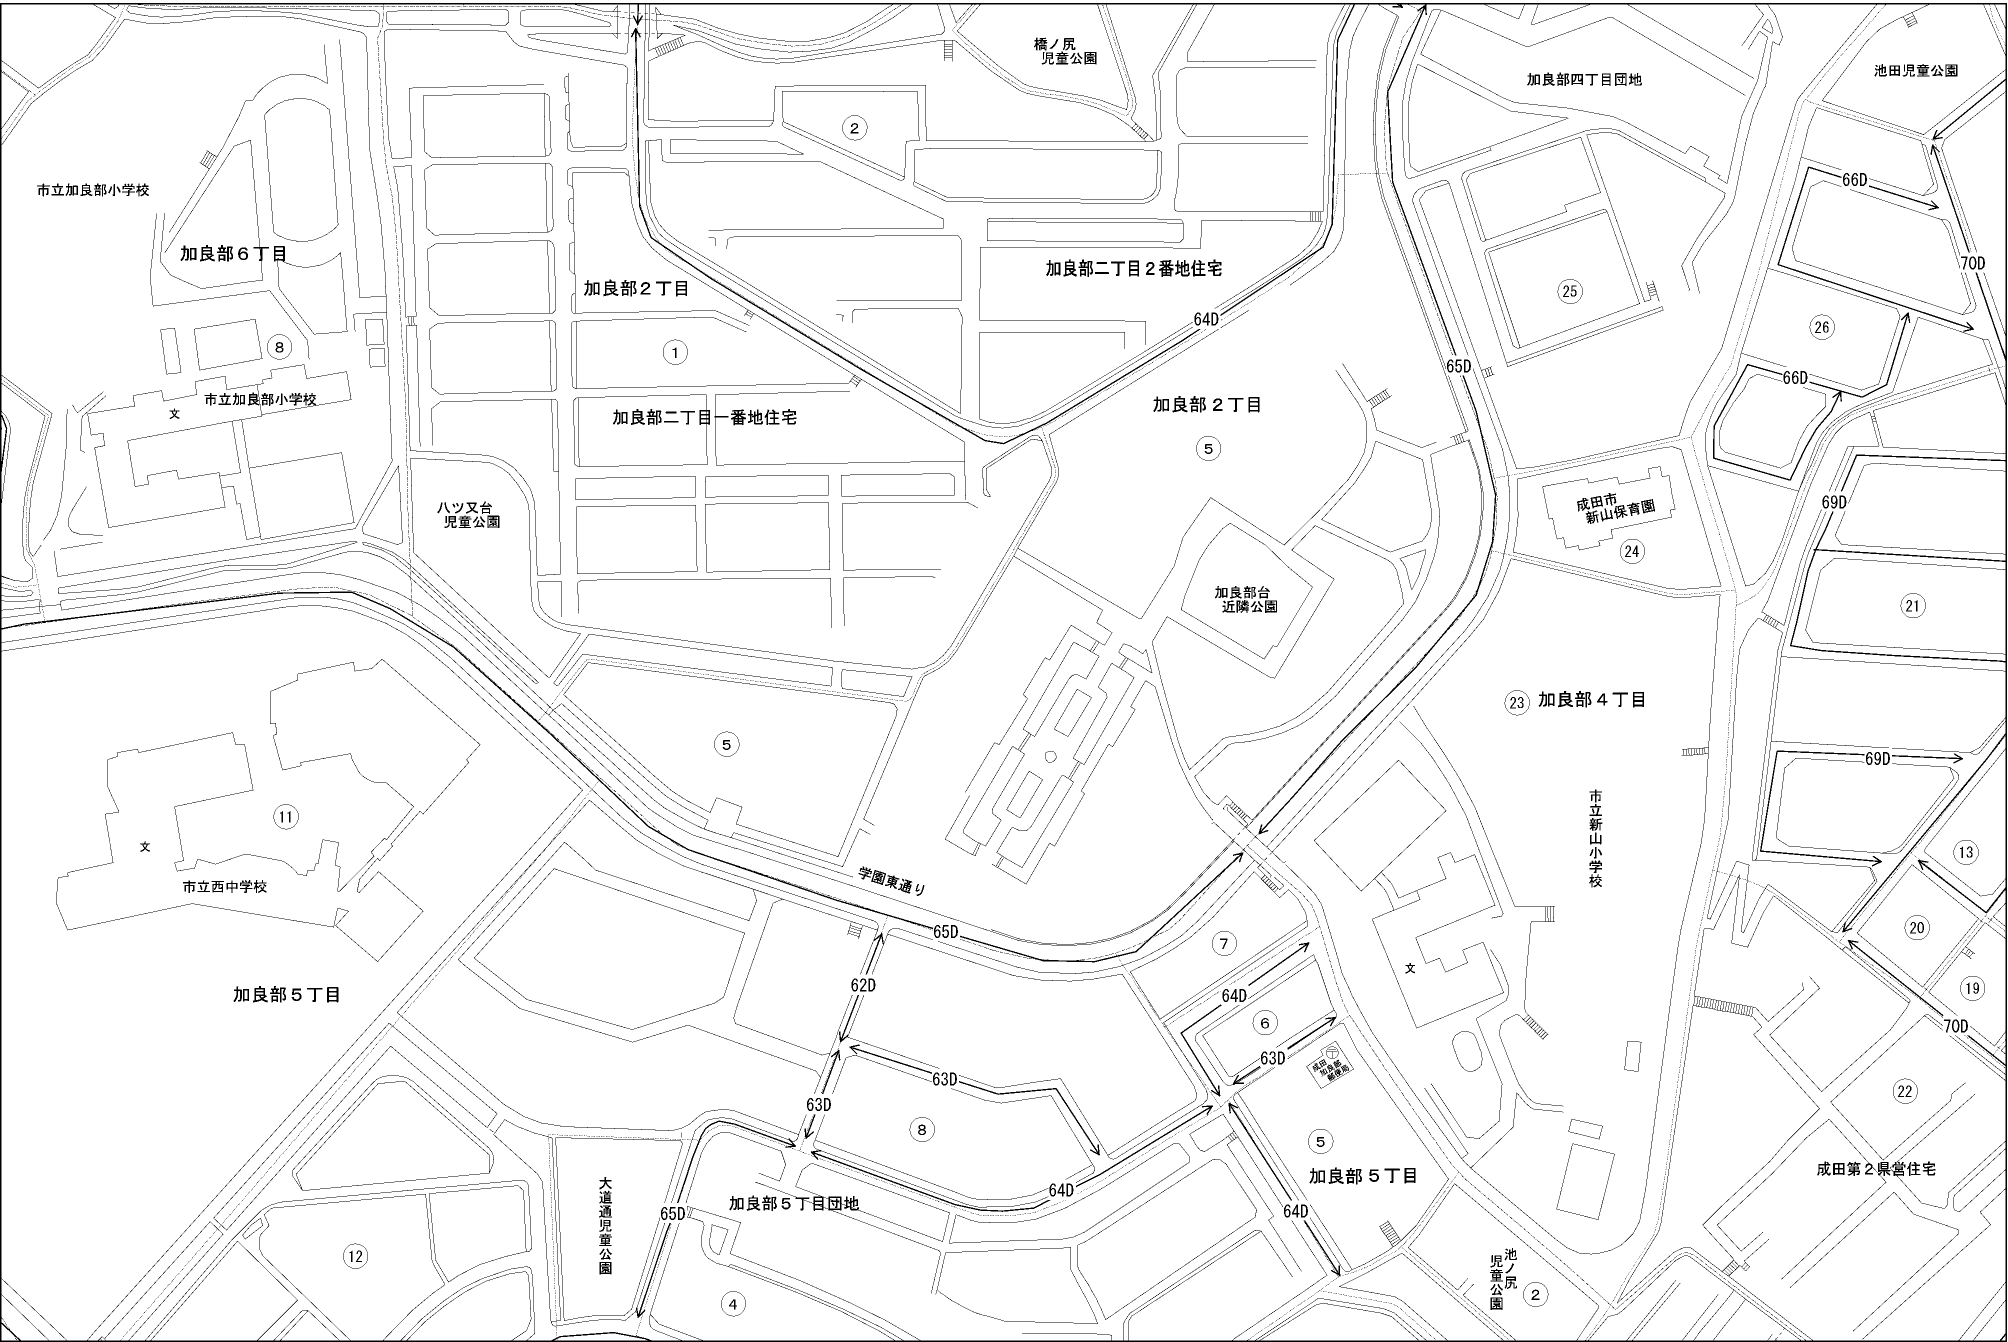 橋ノ尻
児童公園
加良部四丁目団地
池田児童公園
②
市立加良部小学校
66D
加良部６丁目
加良部２丁目
加良部二丁目２番地住宅
70D
㉕
64D
㉖
⑧
①
65D
66D
市立加良部小学校
文
加良部二丁目一番地住宅
加良部２丁目
⑤
八ツ又台
児童公園
成田市
新山保育園
69D
㉔
加良部台
近隣公園
㉑
㉓
加良部４丁目
⑤
69D
市立新山小学校
⑪
文
市立西中学校
学園東通り
⑬
65D
⑦
⑳
文
加良部５丁目
62D
64D
⑲
⑥
70D
63D
成田
加良部
郵便局
63D
63D
㉒
⑧
⑤
加良部５丁目
成田第２県営住宅
大道通児童公園
64D
加良部５丁目団地
65D
64D
⑫
池ノ尻
児童公園
②
④